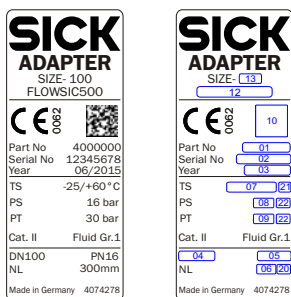 SICK
ADAPTER
SIZE- 100
FLOWSIC500
CE 0062
Part No 4000000
Serial No 12345678
Year 06/2015
TS -25/+60°C
PS 16 bar
PT 30 bar
Cat. II Fluid Gr.1
DN100 PN16
NL 300mm
Made in Germany 4074278
SICK
ADAPTER
SIZE- 13
12
CE 0062 10
Part No 01
Serial No 02
Year 03
TS 07 21
PS 08 22
PT 09 22
Cat. II Fluid Gr.1
04 05
NL 06 20
Made in Germany 4074278